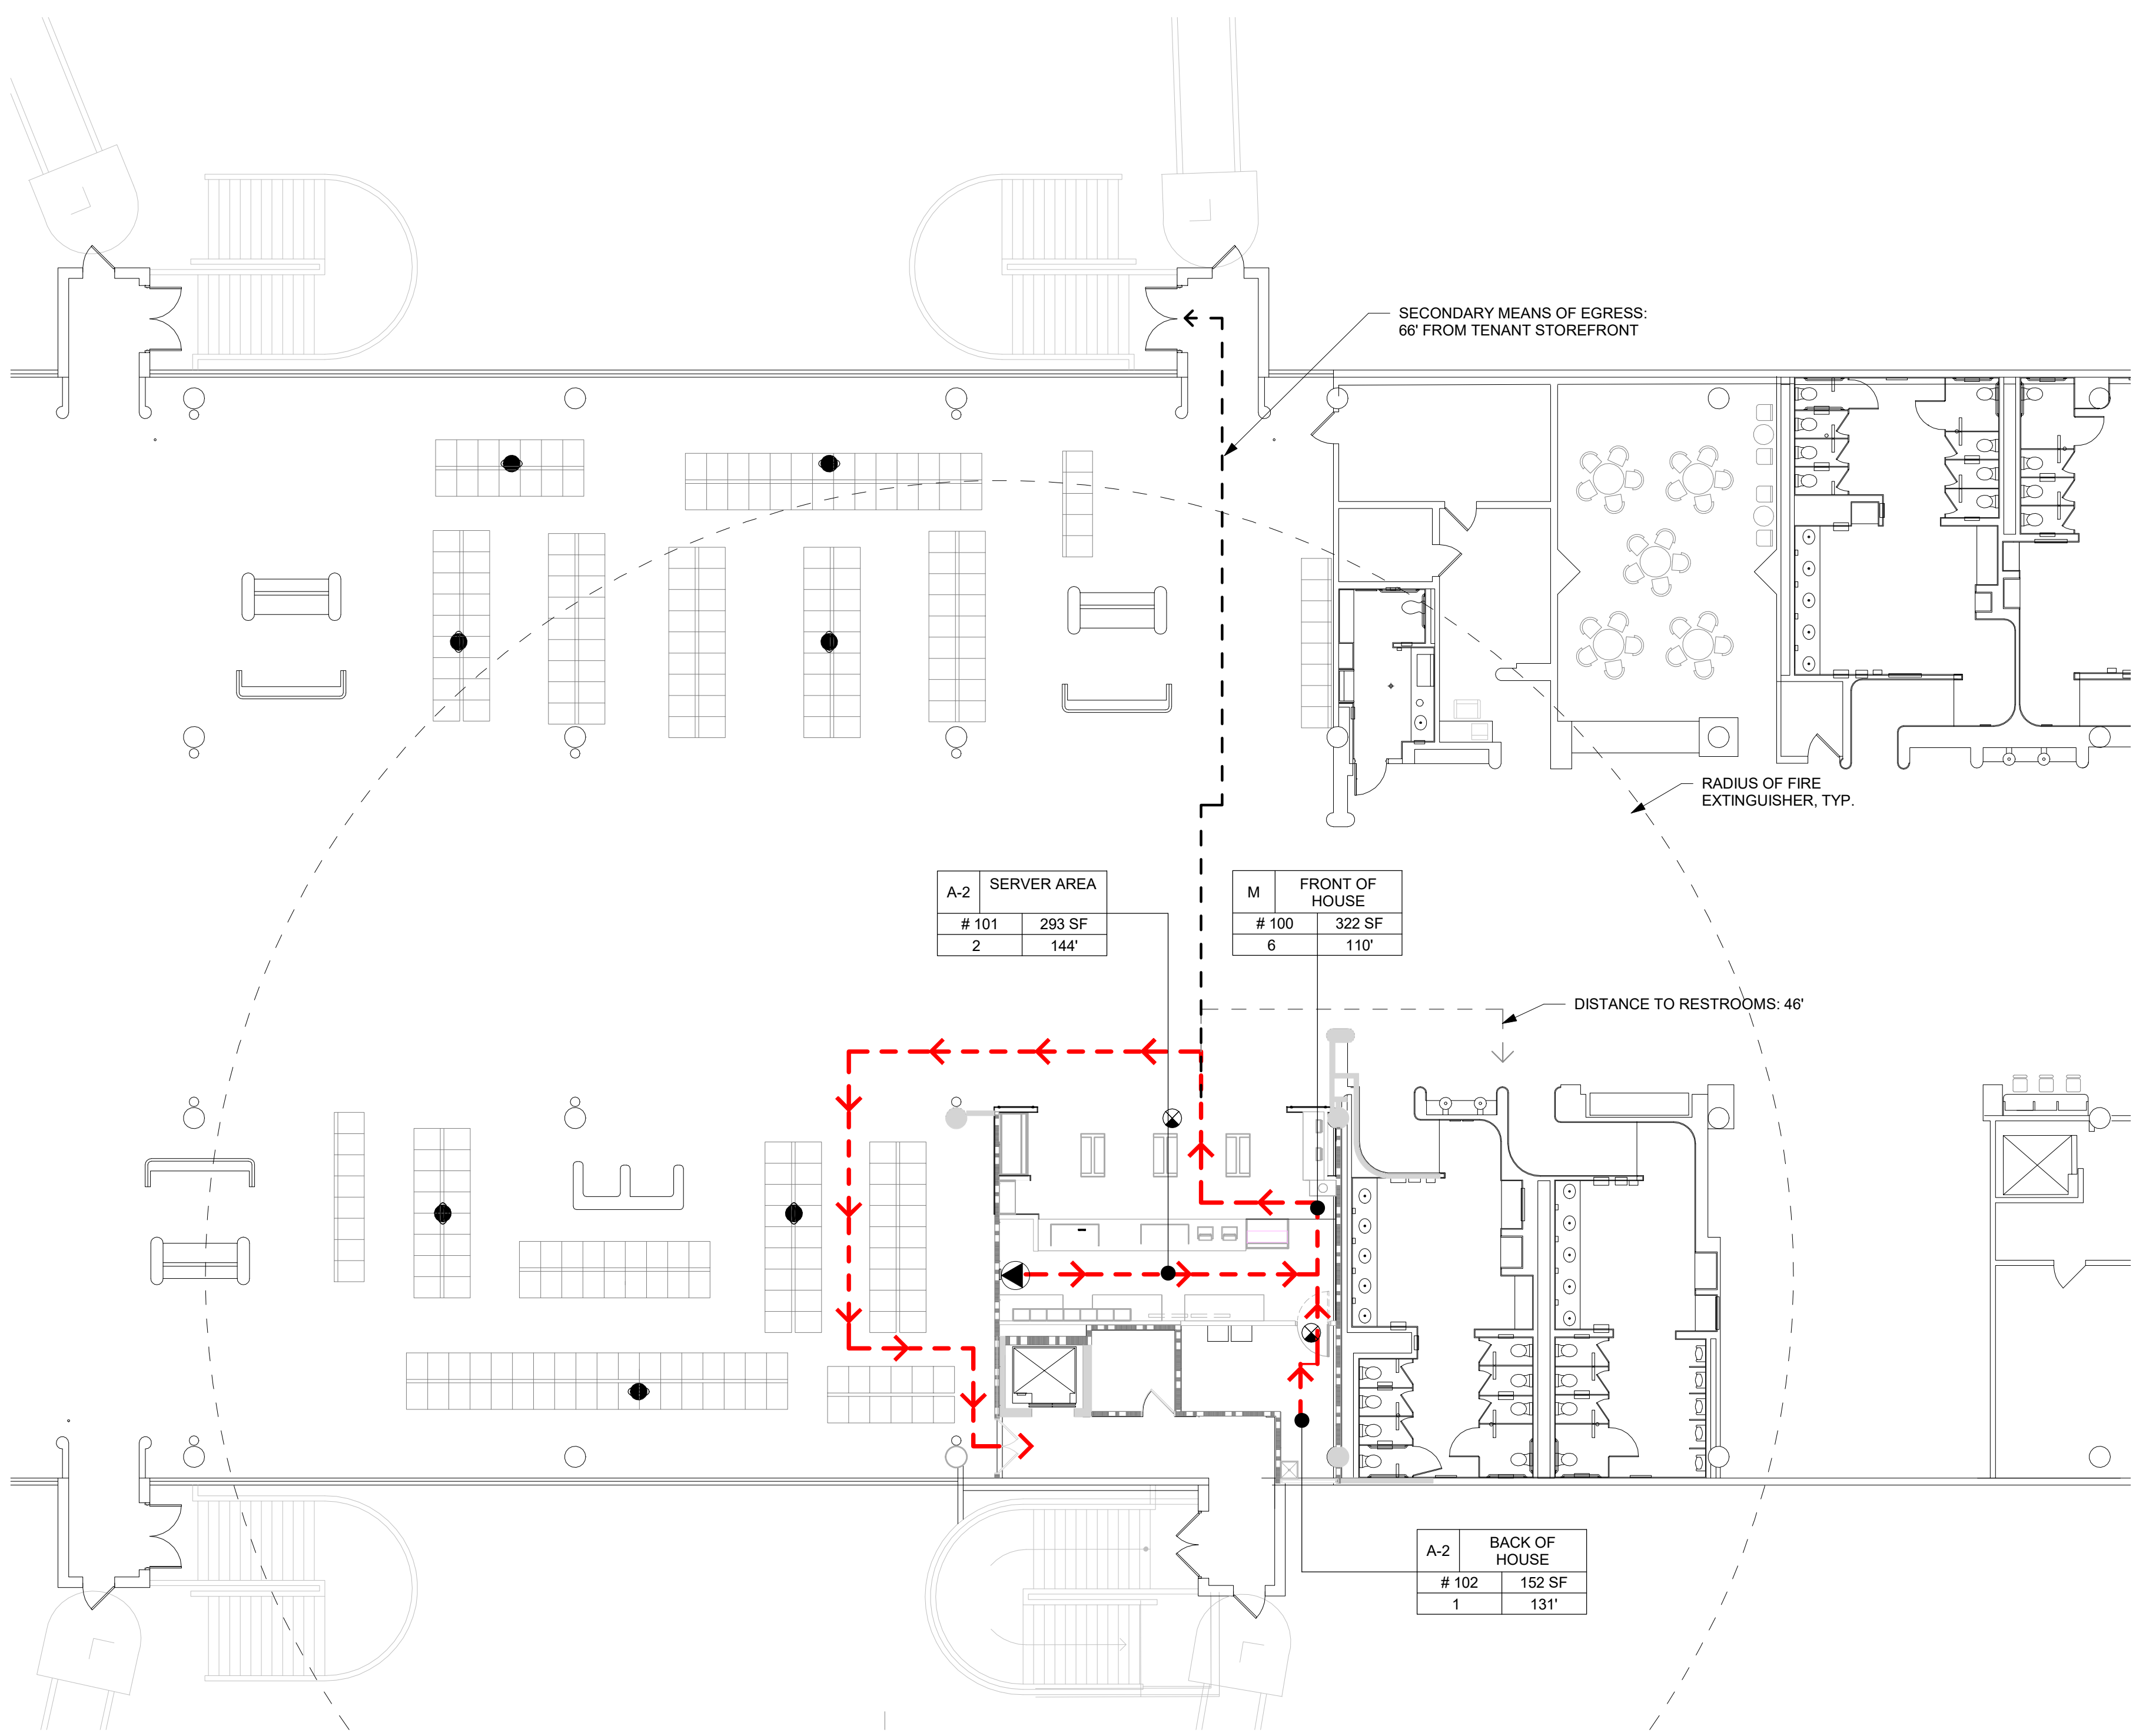 SECONDARY MEANS OF EGRESS:
66' FROM TENANT STOREFRONT
RADIUS OF FIRE
EXTINGUISHER, TYP.
A-2
SERVER AREA
# 101
293 SF
2
144'
M
FRONT OF
HOUSE
# 100
322 SF
6
110'
DISTANCE TO RESTROOMS: 46'
A-2
BACK OF
HOUSE
# 102
152 SF
1
131'